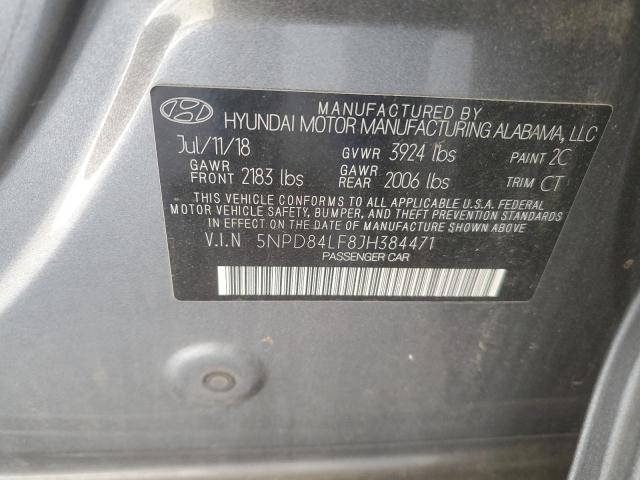 MANUFACTURED BY
HYUNDAI MOTOR MANUFACTURING ALABAMA, LLC
Jul/11/18 GVWR 3924 lbs PAINT 2C
GAWR FRONT 2183 lbs GAWR REAR 2006 lbs TRIM CT
THIS VEHICLE CONFORMS TO ALL APPLICABLE U.S.A. FEDERAL
MOTOR VEHICLE SAFETY, BUMPER, AND THEFT PREVENTION STANDARDS
IN EFFECT ON THE DATE OF MANUFACTURE SHOWN ABOVE
V.I.N 5NPD84LF8JH384471
PASSENGER CAR